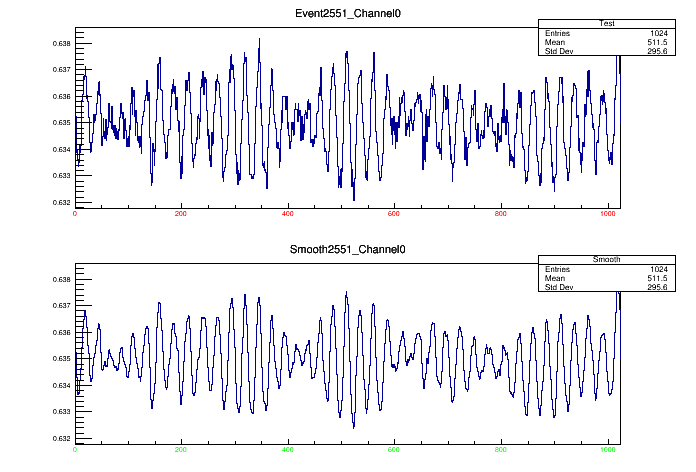 Event2551_Channel0
Test
Entries 1024
Mean 511.5
Std Dev 295.6
0.638
0.637
0.636
0.635
0.634
0.633
0.632
0 200 400 600 800 1000
Smooth2551_Channel0
Smooth
Entries 1024
Mean 511.5
Std Dev 295.6
0.638
0.637
0.636
0.635
0.634
0.633
0.632
0 200 400 600 800 1000